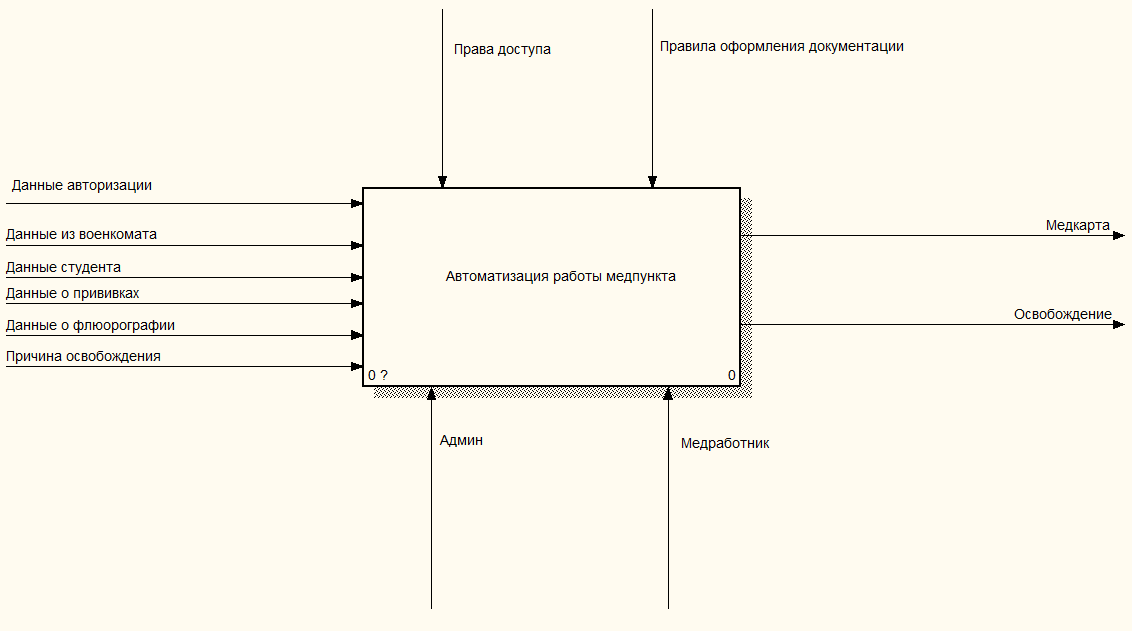 Права доступа
Правила оформления документации
Данные авторизации
Данные из военкомата
Данные студента
Данные о прививках
Данные о флюорографии
Причина освобождения
Автоматизация работы медпункта
0 ?
0
Медкарта
Освобождение
Админ
Медработник